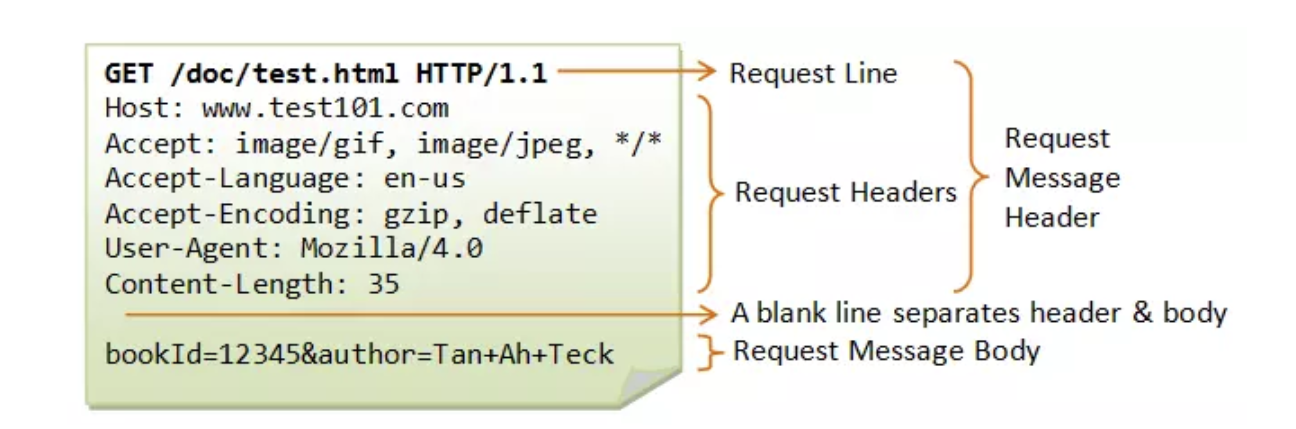 GET /doc/test.html HTTP/1.1
Request Line
Host: www.test101.com
Accept: image/gif, image/jpeg, */*
Accept-Language: en-us
Accept-Encoding: gzip, deflate
User-Agent: Mozilla/4.0
Content-Length: 35
Request Headers
Request
Message
Header
A blank line separates header & body
bookId=12345&author=Tan+Ah+Teck
Request Message Body